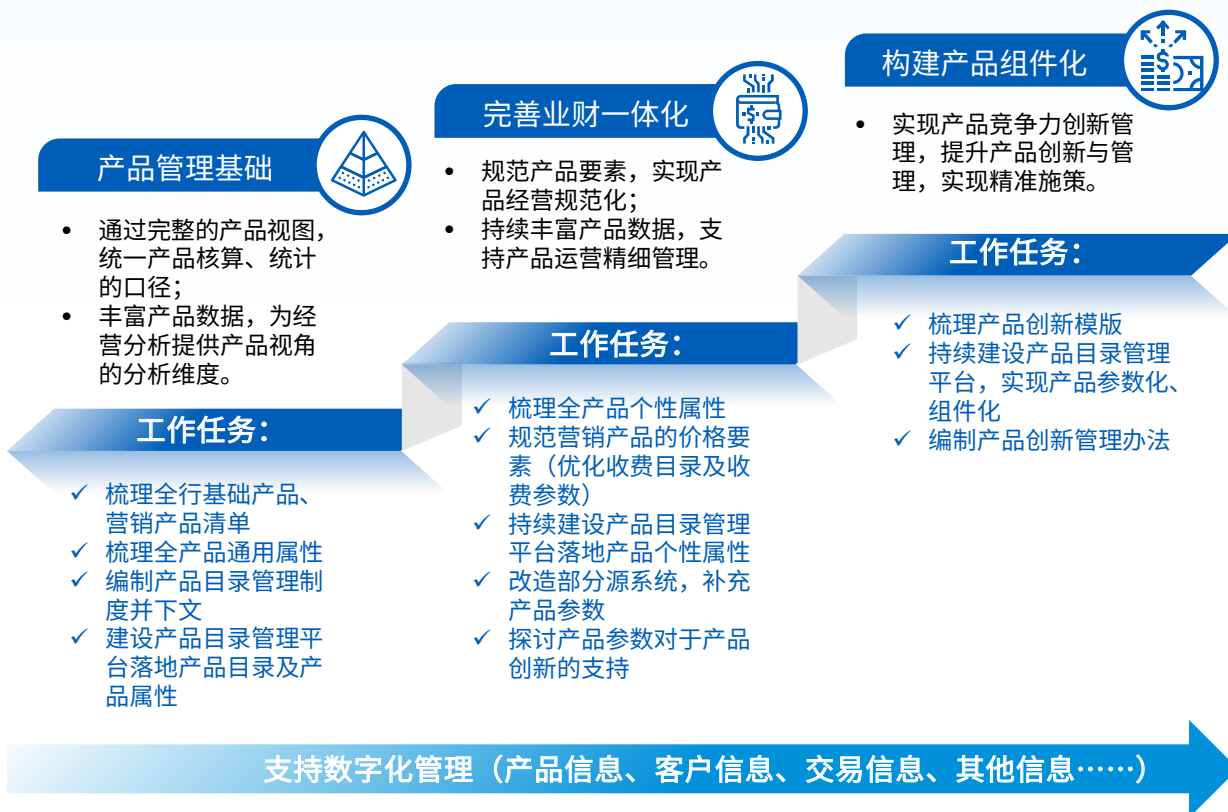 产品管理基础
• 通过完整的产品视图，
统一产品核算、统计
的口径；
• 丰富产品数据，为经
营分析提供产品视角
的分析维度。
工作任务：
✓ 梳理全行基础产品、
营销产品清单
✓ 梳理全产品通用属性
✓ 编制产品目录管理制
度并下文
✓ 建设产品目录管理平
台落地产品目录及产
品属性
完善业财一体化
• 规范产品要素，实现产
品经营规范化；
• 持续丰富产品数据，支
持产品运营精细管理。
工作任务：
✓ 梳理全产品个性属性
✓ 规范营销产品的价格要
素（优化收费目录及收
费参数）
✓ 持续建设产品目录管理
平台落地产品个性属性
✓ 改造部分源系统，补充
产品参数
✓ 探讨产品参数对于产品
创新的支持
构建产品组件化
• 实现产品竞争力创新管
理，提升产品创新与管
理，实现精准施策。
工作任务：
✓ 梳理产品创新模版
✓ 持续建设产品目录管理
平台，实现产品参数化、
组件化
✓ 编制产品创新管理办法
支持数字化管理（产品信息、客户信息、交易信息、其他信息……）